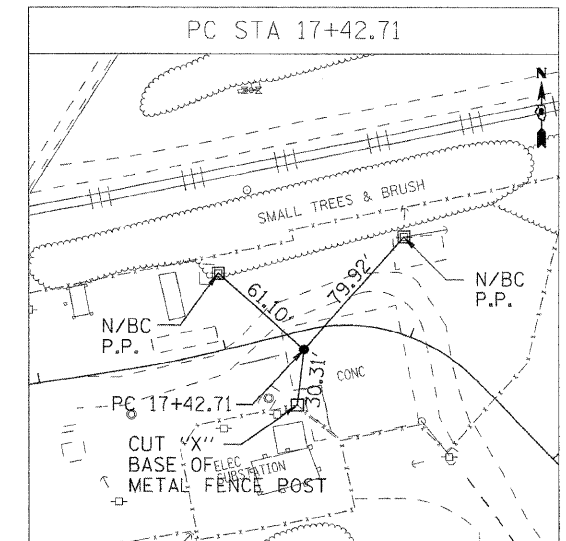 PC STA 17+42.71
N
SMALL TREES & BRUSH
61.10'
79.92'
N/BC
P.P.
N/BC
P.P.
30.31'
CONC
PC 17+42.71
CUT "X"
BASE OF
METAL FENCE POST
ELEC
SUBSTATION